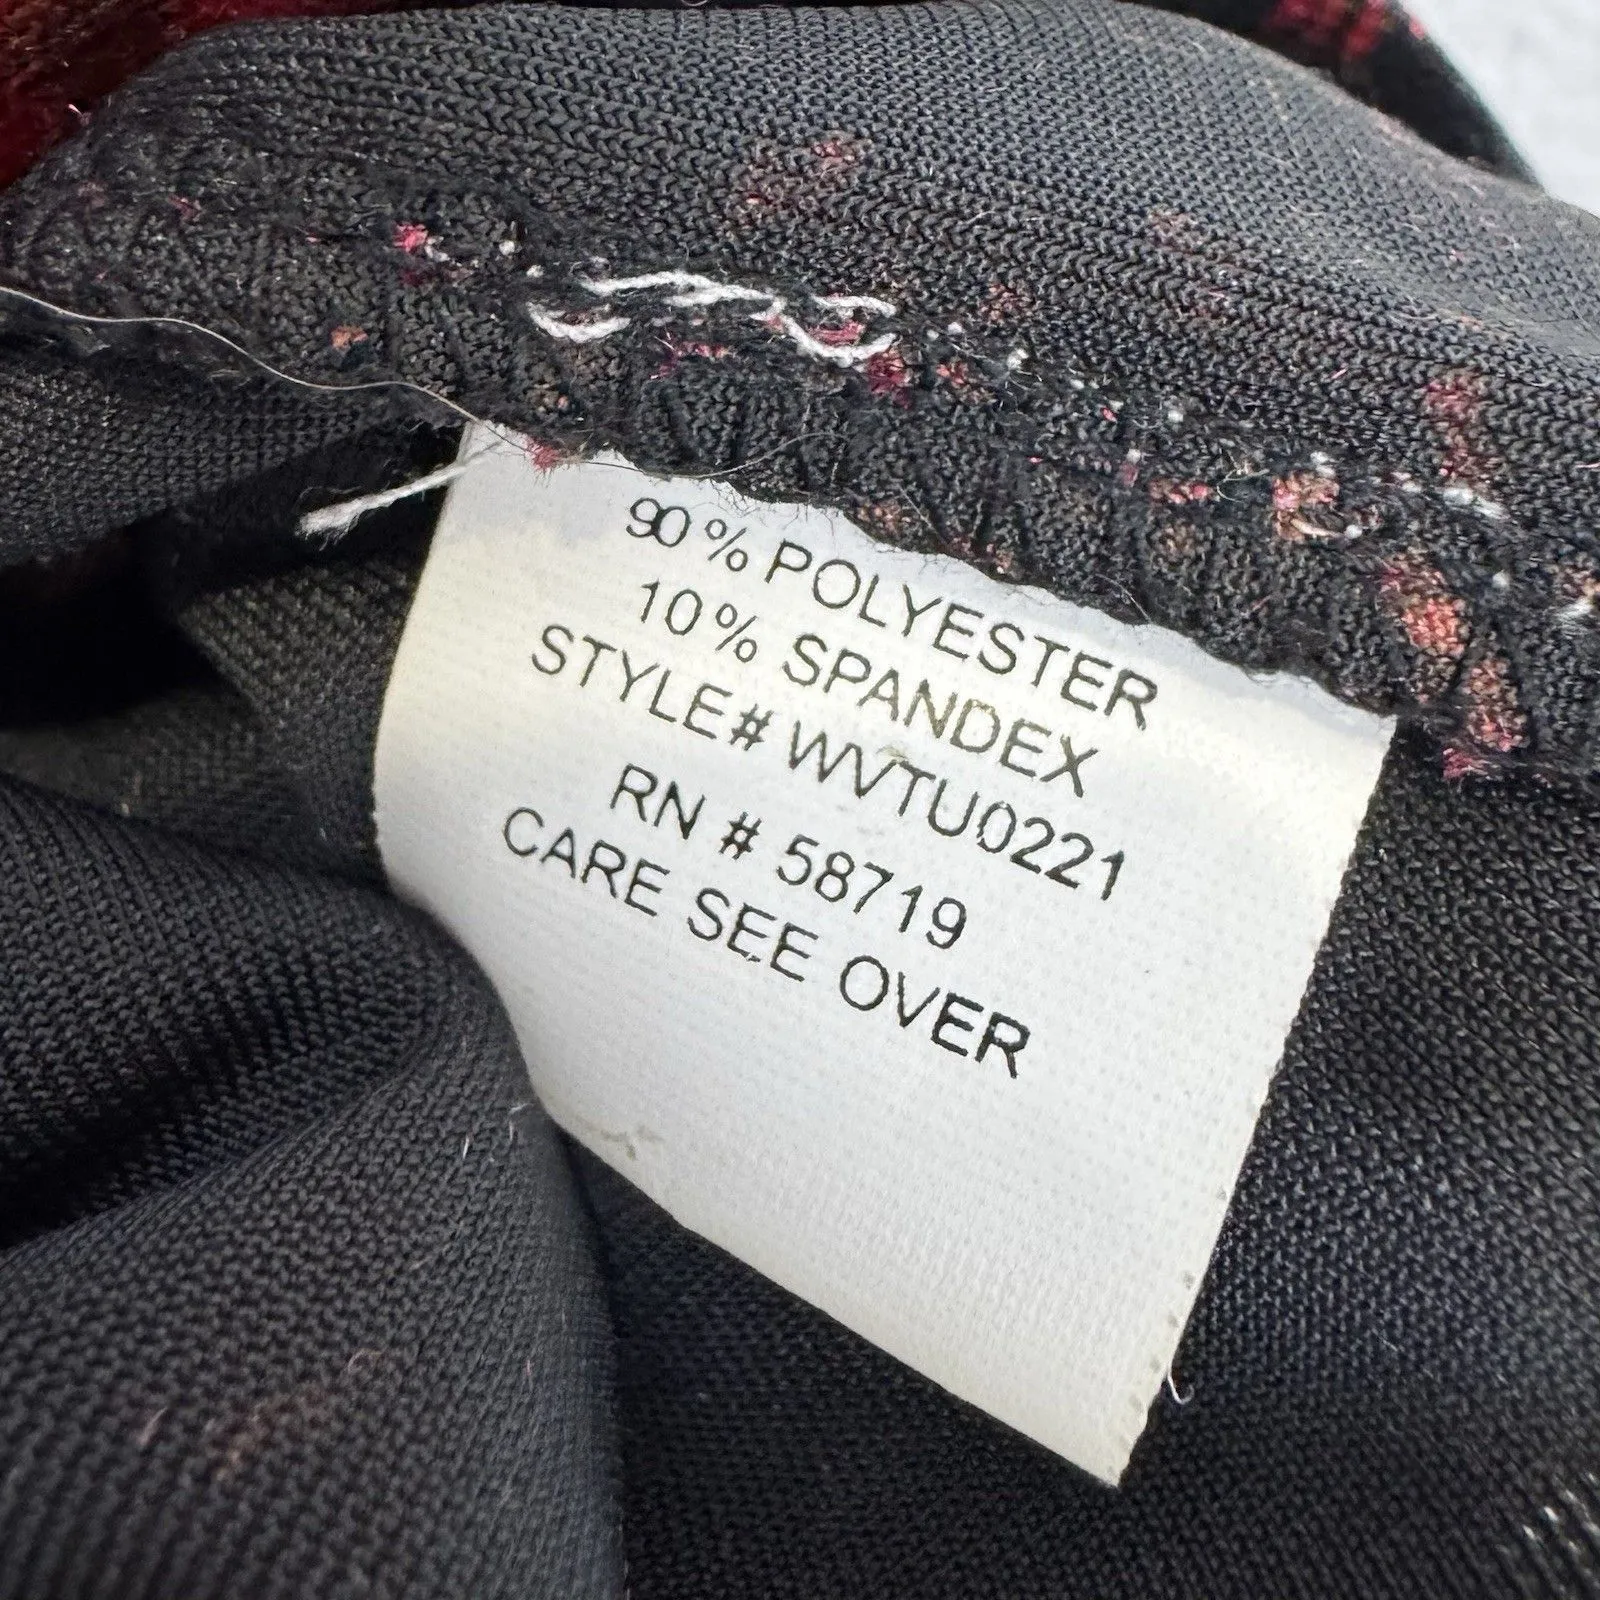 90% POLYESTER
10% SPANDEX
STYLE# WVTU0221
RN # 58719
CARE SEE OVER